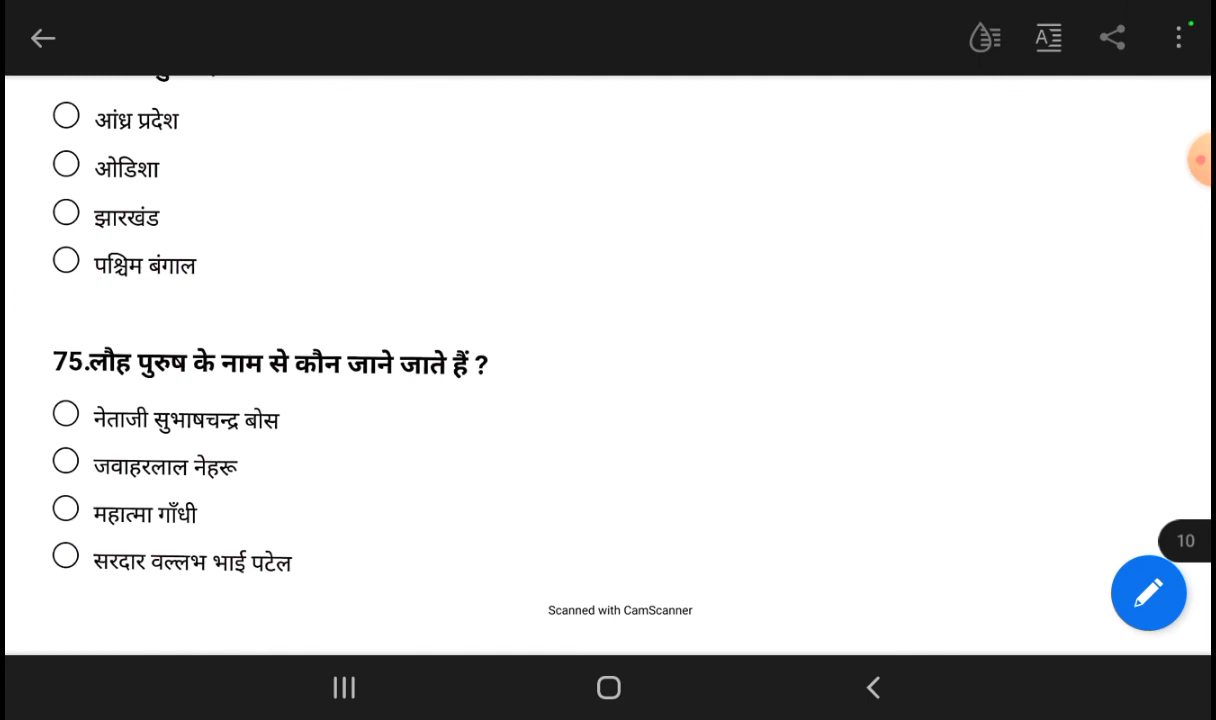 आंध्र प्रदेश
ओडिशा
झारखंड
पश्चिम बंगाल
75.लौह पुरुष के नाम से कौन जाने जाते हैं ?
नेताजी सुभाषचन्द्र बोस
जवाहरलाल नेहरू
महात्मा गाँधी
सरदार वल्लभ भाई पटेल
10
Scanned with CamScanner